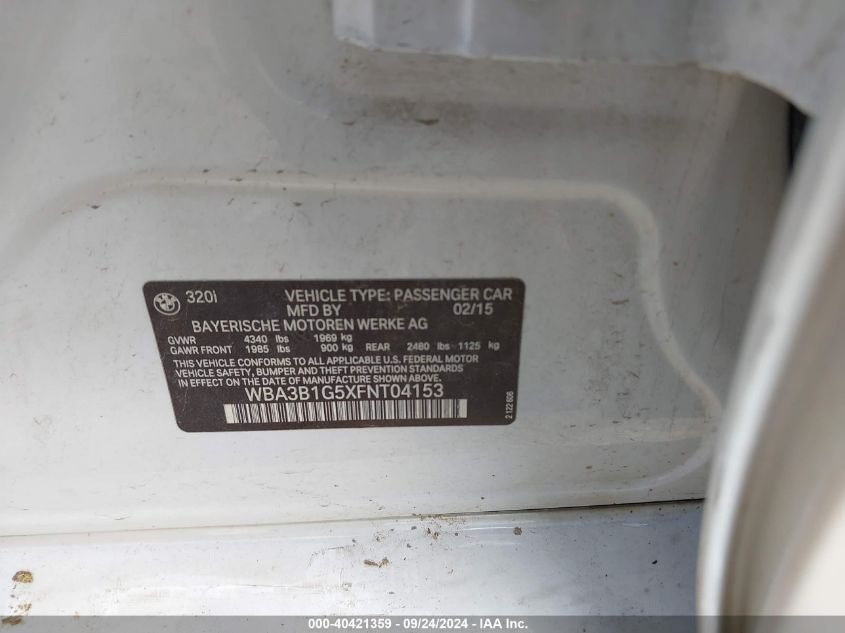 320i VEHICLE TYPE: PASSENGER CAR
MFD BY 02/15
BAYERISCHE MOTOREN WERKE AG
GVWR 4340 lbs 1969 kg
GAWR FRONT 1985 lbs 900 kg REAR 2480 lbs 1125 kg
THIS VEHICLE CONFORMS TO ALL APPLICABLE U.S. FEDERAL MOTOR
VEHICLE SAFETY, BUMPER AND THEFT PREVENTION STANDARDS
IN EFFECT ON THE DATE OF MANUFACTURE SHOWN ABOVE.
WBA3B1G5XFNT04153
2 122 606
000-40421359 - 09/24/2024 - IAA Inc.